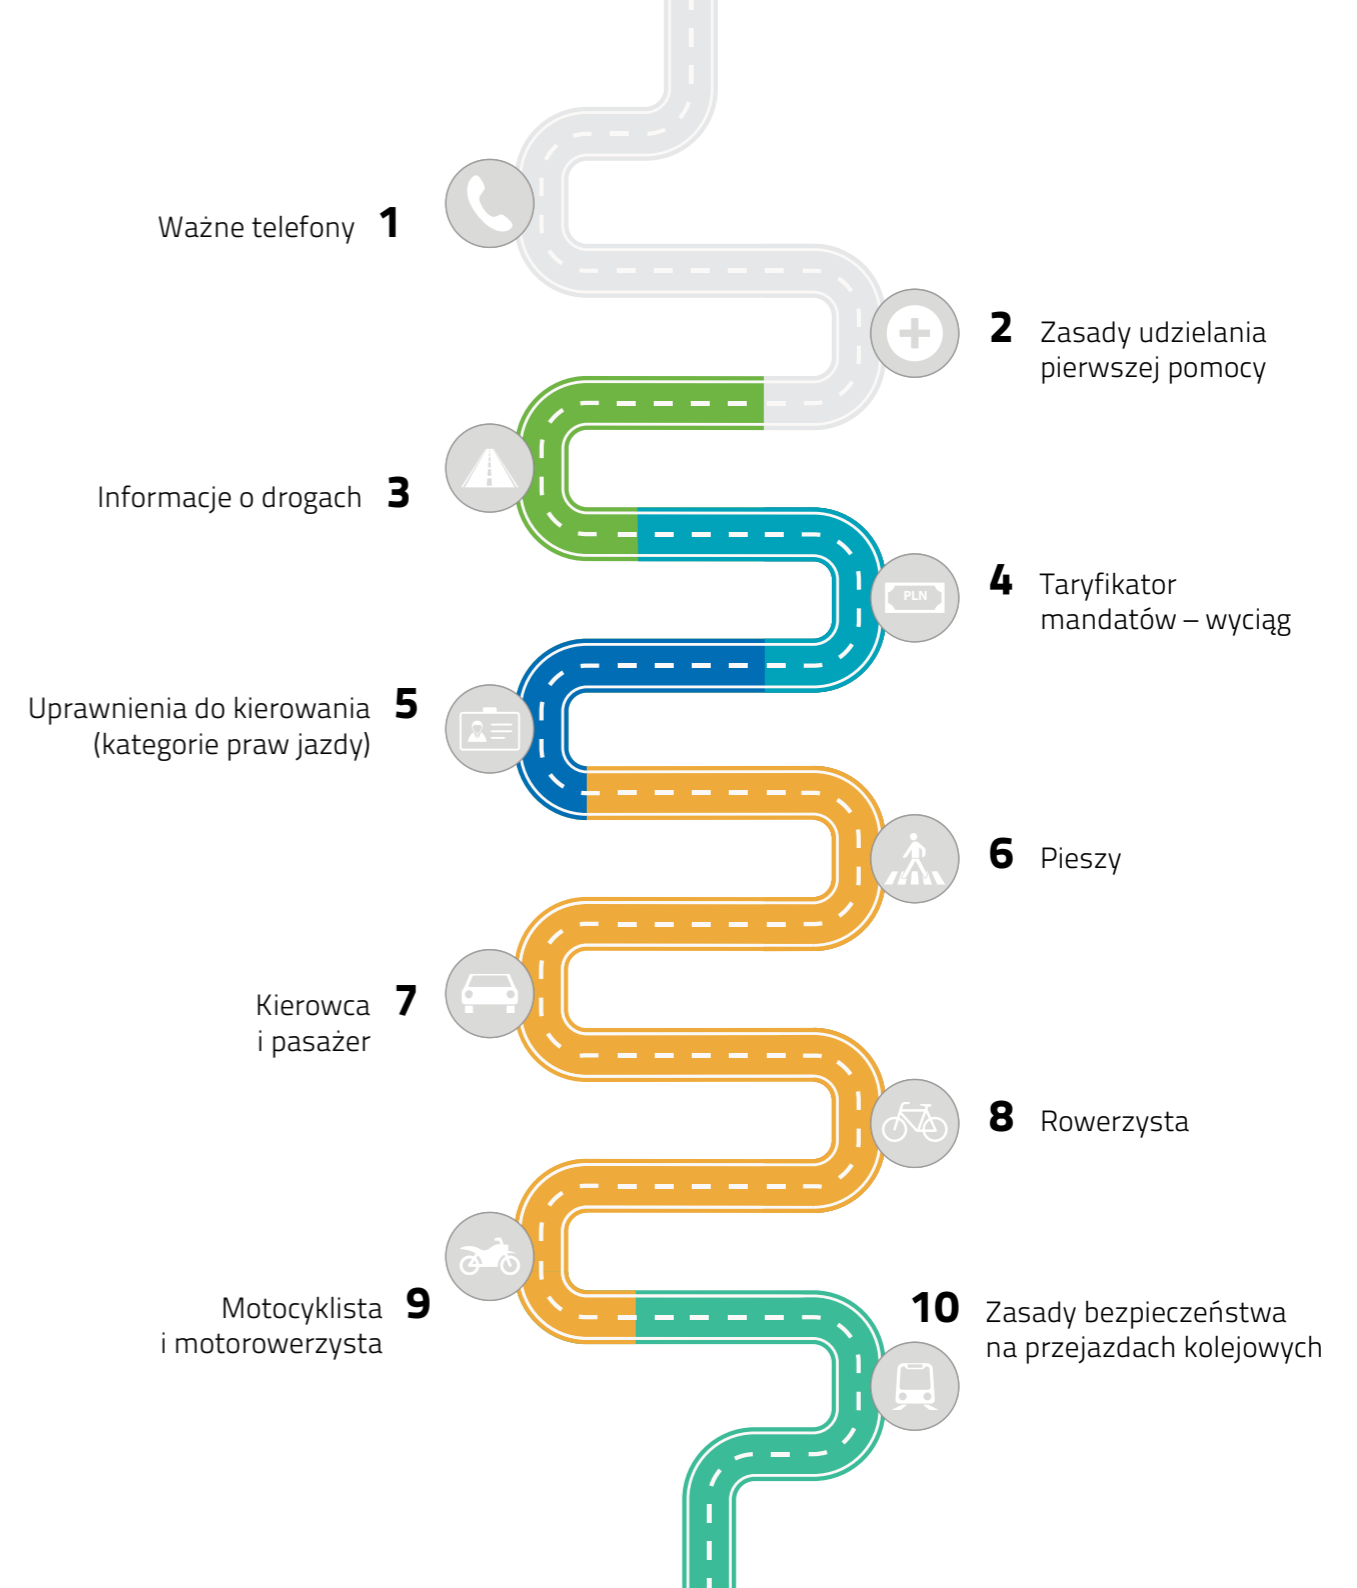 Ważne telefony 1
2 Zasady udzielania
pierwszej pomocy
Informacje o drogach 3
4 Taryfikator
mandatów – wyciąg
PLN
Uprawnienia do kierowania 5
(kategorie praw jazdy)
6 Pieszy
Kierowca 7
i pasażer
8 Rowerzysta
Motocyklista 9
i motorowerzysta
10 Zasady bezpieczeństwa
na przejazdach kolejowych